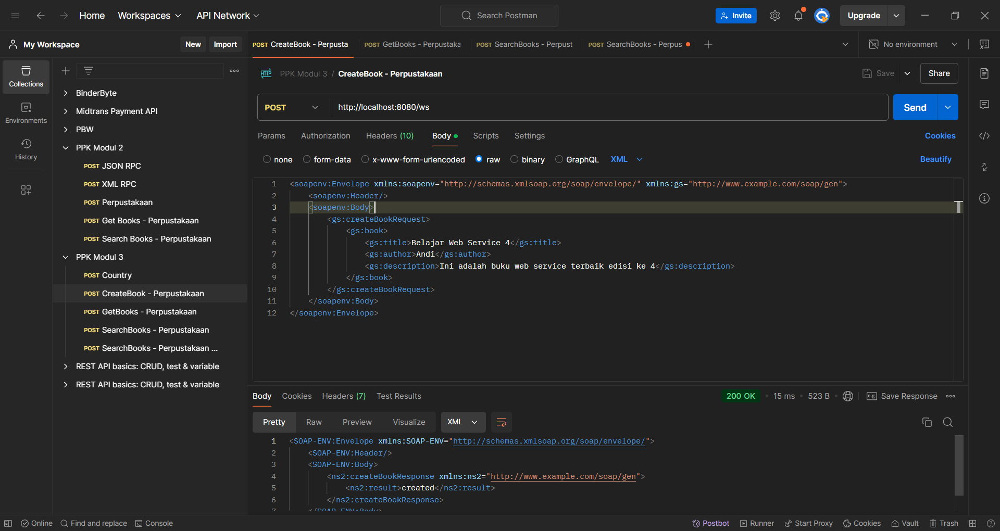 Home Workspaces API Network Search Postman Invite Upgrade
My Workspace New Import
POST CreateBook - Perpusta POST GetBooks - Perpustaka POST SearchBooks - Perpust POST SearchBooks - Perpus No environment
Collections
Environments
History
BinderByte
Midtrans Payment API
PBW
PPK Modul 2
POST JSON RPC
POST XML RPC
POST Perpustakaan
POST Get Books - Perpustakaan
POST Search Books - Perpustakaan
PPK Modul 3
POST Country
POST CreateBook - Perpustakaan
POST GetBooks - Perpustakaan
POST SearchBooks - Perpustakaan
POST SearchBooks - Perpustakaan ...
REST API basics: CRUD, test & variable
REST API basics: CRUD, test & variable
HTTP PPK Modul 3 / CreateBook - Perpustakaan Save Share
POST http://localhost:8080/ws Send
Params Authorization Headers (10) Body Scripts Settings Cookies
none form-data x-www-form-urlencoded raw binary GraphQL XML Beautify
1 <soapenv:Envelope xmlns:soapenv="http://schemas.xmlsoap.org/soap/envelope/" xmlns:gs="http://www.example.com/soap/gen">
2 <soapenv:Header/>
3 <soapenv:Body>
4 <gs:createBookRequest>
5 <gs:book>
6 <gs:title>Belajar Web Service 4</gs:title>
7 <gs:author>Andi</gs:author>
8 <gs:description>Ini adalah buku web service terbaik edisi ke 4</gs:description>
9 </gs:book>
10 </gs:createBookRequest>
11 </soapenv:Body>
12 </soapenv:Envelope>
Body Cookies Headers (7) Test Results 200 OK 15 ms 523 B e.g. Save Response
Pretty Raw Preview Visualize XML
1 <SOAP-ENV:Envelope xmlns:SOAP-ENV="http://schemas.xmlsoap.org/soap/envelope/">
2 <SOAP-ENV:Header/>
3 <SOAP-ENV:Body>
4 <ns2:createBookResponse xmlns:ns2="http://www.example.com/soap/gen">
5 <ns2:result>created</ns2:result>
6 </ns2:createBookResponse>
7 </SOAP-ENV:Body>
Online Find and replace Console Postbot Runner Start Proxy Cookies Vault Trash